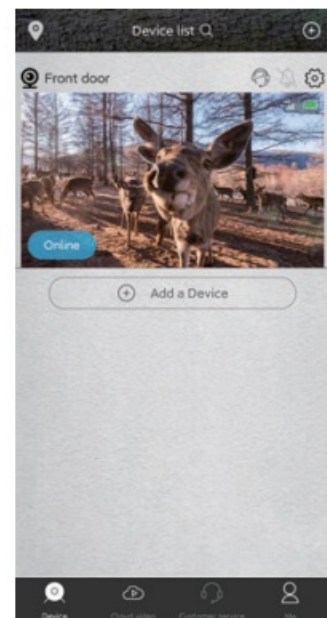 Device list
Front door
Online
Add a Device
Device
Cloud video
Customer service
Me